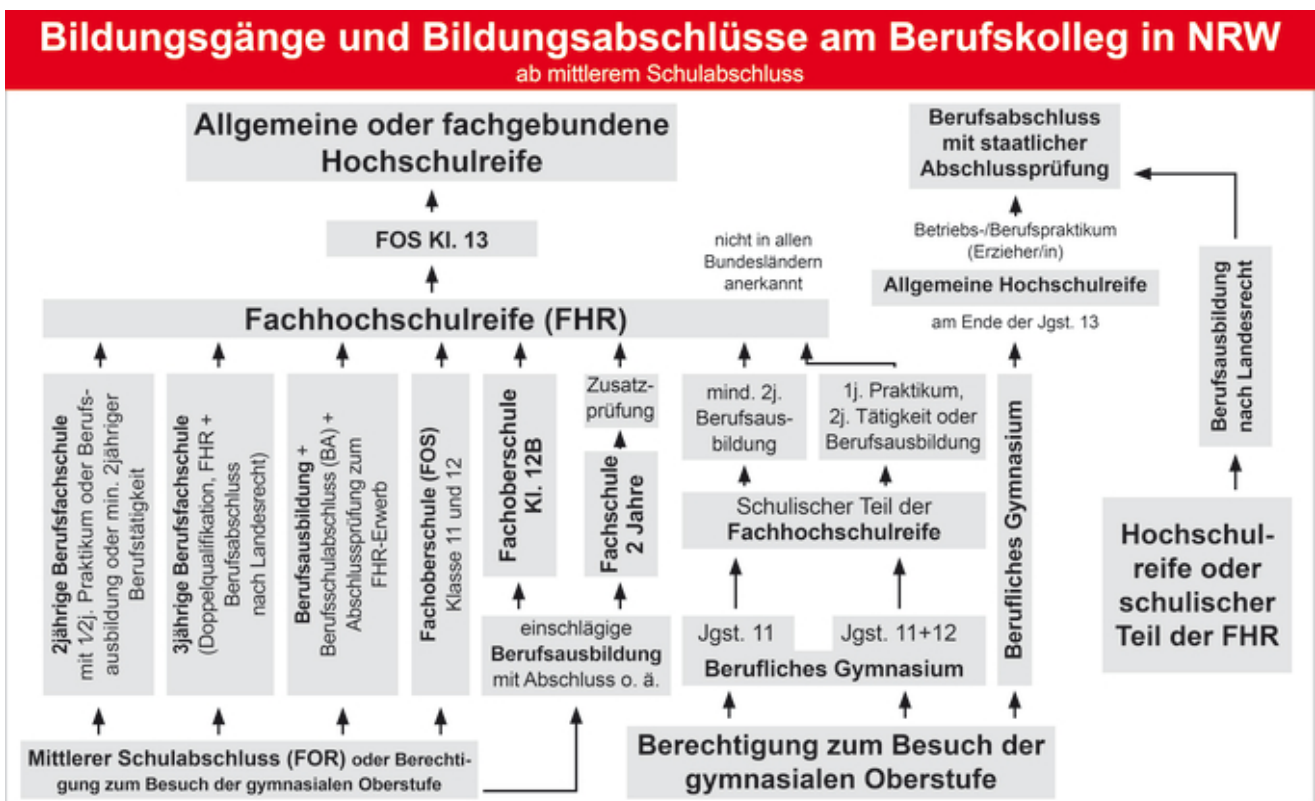 Bildungsgänge und Bildungsabschlüsse am Berufskolleg in NRW
ab mittlerem Schulabschluss
Allgemeine oder fachgebundene
Hochschulreife
FOS Kl. 13
Fachhochschulreife (FHR)
nicht in allen
Bundesländern
anerkannt
Berufsabschluss
mit staatlicher
Abschlussprüfung
Betriebs-/Berufspraktikum
(Erzieher/in)
Allgemeine Hochschulreife
am Ende der Jgst. 13
Berufsausbildung
nach Landesrecht
2jährige Berufsfachschule
mit 1⁄2j. Praktikum oder Berufs-
ausbildung oder min. 2jähriger
Berufstätigkeit
3jährige Berufsfachschule
(Doppelqualifikation, FHR +
Berufsabschluss
nach Landesrecht)
Berufsausbildung +
Berufsschulabschluss (BA) +
Abschlussprüfung zum
FHR-Erwerb
Fachoberschule (FOS)
Klasse 11 und 12
Fachoberschule
Kl. 12B
Zusatz-
prüfung
Fachschule
2 Jahre
einschlägige
Berufsausbildung
mit Abschluss o. ä.
mind. 2j.
Berufsaus-
bildung
1j. Praktikum,
2j. Tätigkeit oder
Berufsausbildung
Schulischer Teil der
Fachhochschulreife
Jgst. 11
Jgst. 11+12
Berufliches Gymnasium
Berufliches Gymnasium
Hochschul-
reife oder
schulischer
Teil der FHR
Mittlerer Schulabschluss (FOR) oder Berechti-
gung zum Besuch der gymnasialen Oberstufe
Berechtigung zum Besuch der
gymnasialen Oberstufe